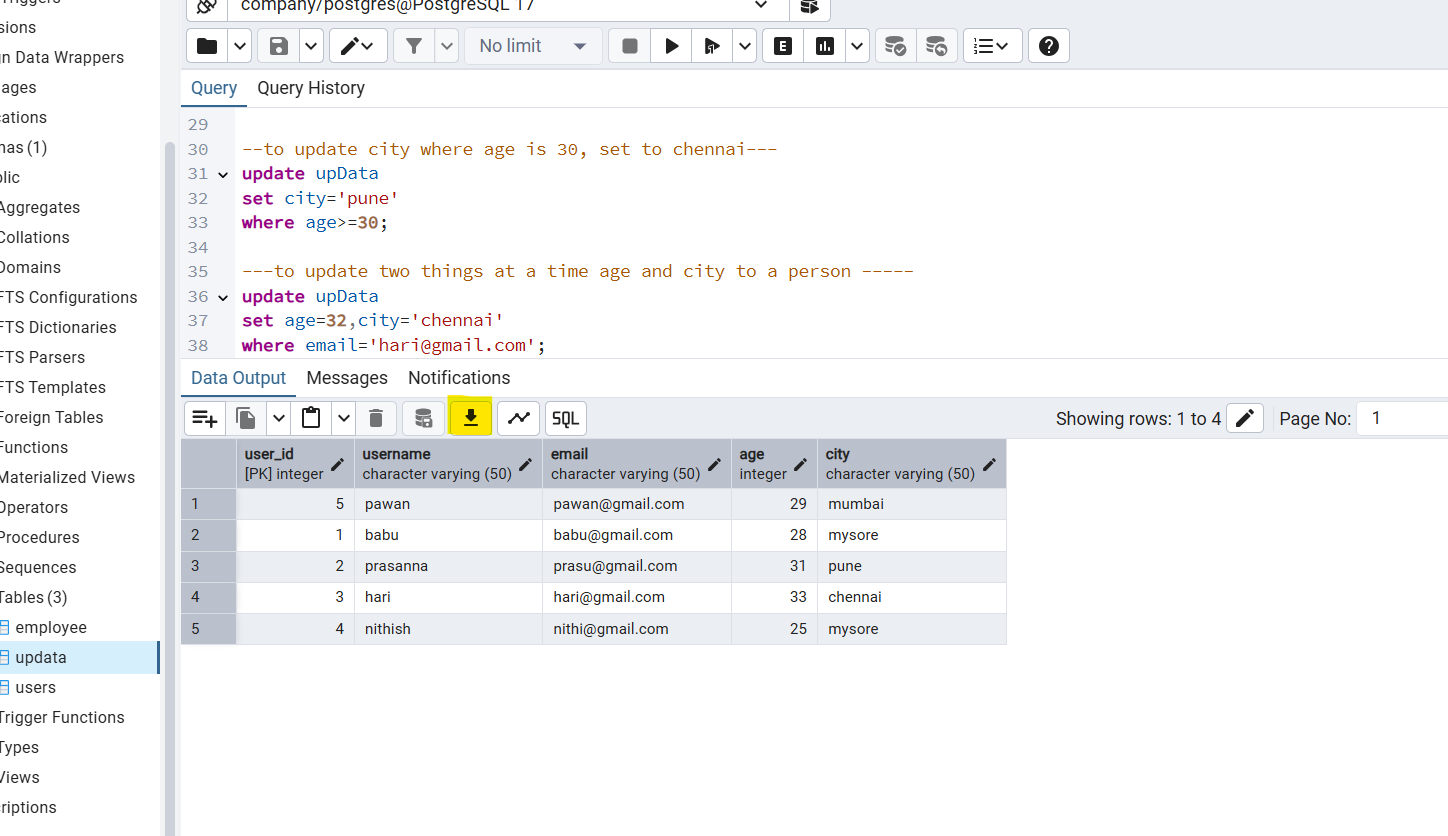 Triggers
sions
n Data Wrappers
ages
cations
nas (1)
lic
Aggregates
Collations
Domains
FTS Configurations
FTS Dictionaries
FTS Parsers
FTS Templates
Foreign Tables
Functions
Materialized Views
Operators
Procedures
Sequences
Tables (3)
employee
updata
users
Trigger Functions
Types
Views
criptions
company/postgres@PostgreSQL 17
No limit
E
Query Query History
29
30 --to update city where age is 30, set to chennai---
31 update upData
32 set city='pune'
33 where age>=30;
34
35 ---to update two things at a time age and city to a person -----
36 update upData
37 set age=32,city='chennai'
38 where email='hari@gmail.com';
Data Output Messages Notifications
SQL Showing rows: 1 to 4 Page No: 1
user_id username email age city
[PK] integer character varying (50) character varying (50) integer character varying (50)
1 5 pawan pawan@gmail.com 29 mumbai
2 1 babu babu@gmail.com 28 mysore
3 2 prasanna prasu@gmail.com 31 pune
4 3 hari hari@gmail.com 33 chennai
5 4 nithish nithi@gmail.com 25 mysore